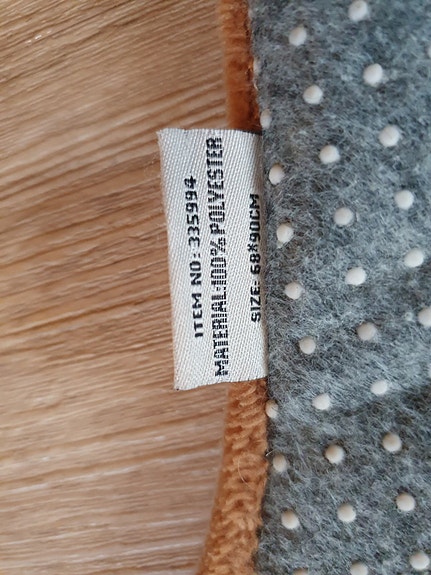 ITEM NO: 335994
MATERIAL:100% POLYESTER
SIZE: 68*90CM